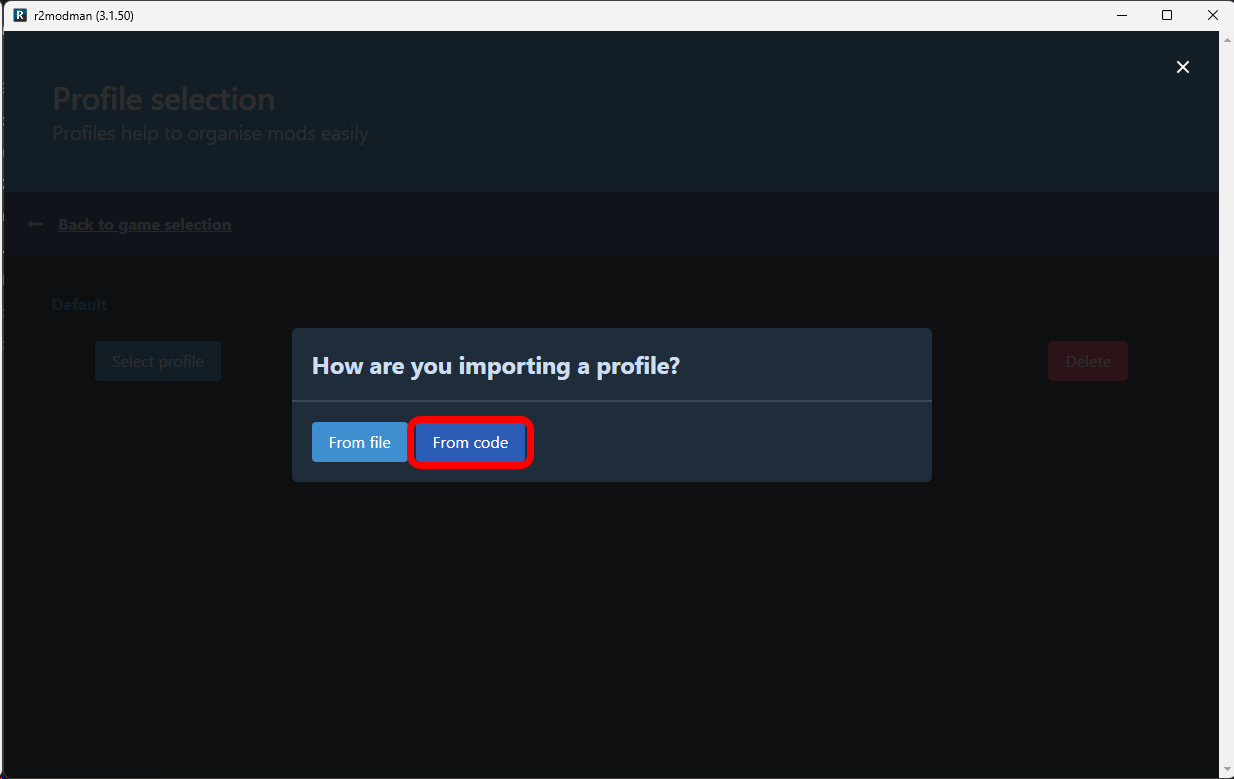 R r2modman (3.1.50)
Profile selection
Profiles help to organise mods easily
Back to game selection
Default
Select profile
Delete
How are you importing a profile?
From file
From code